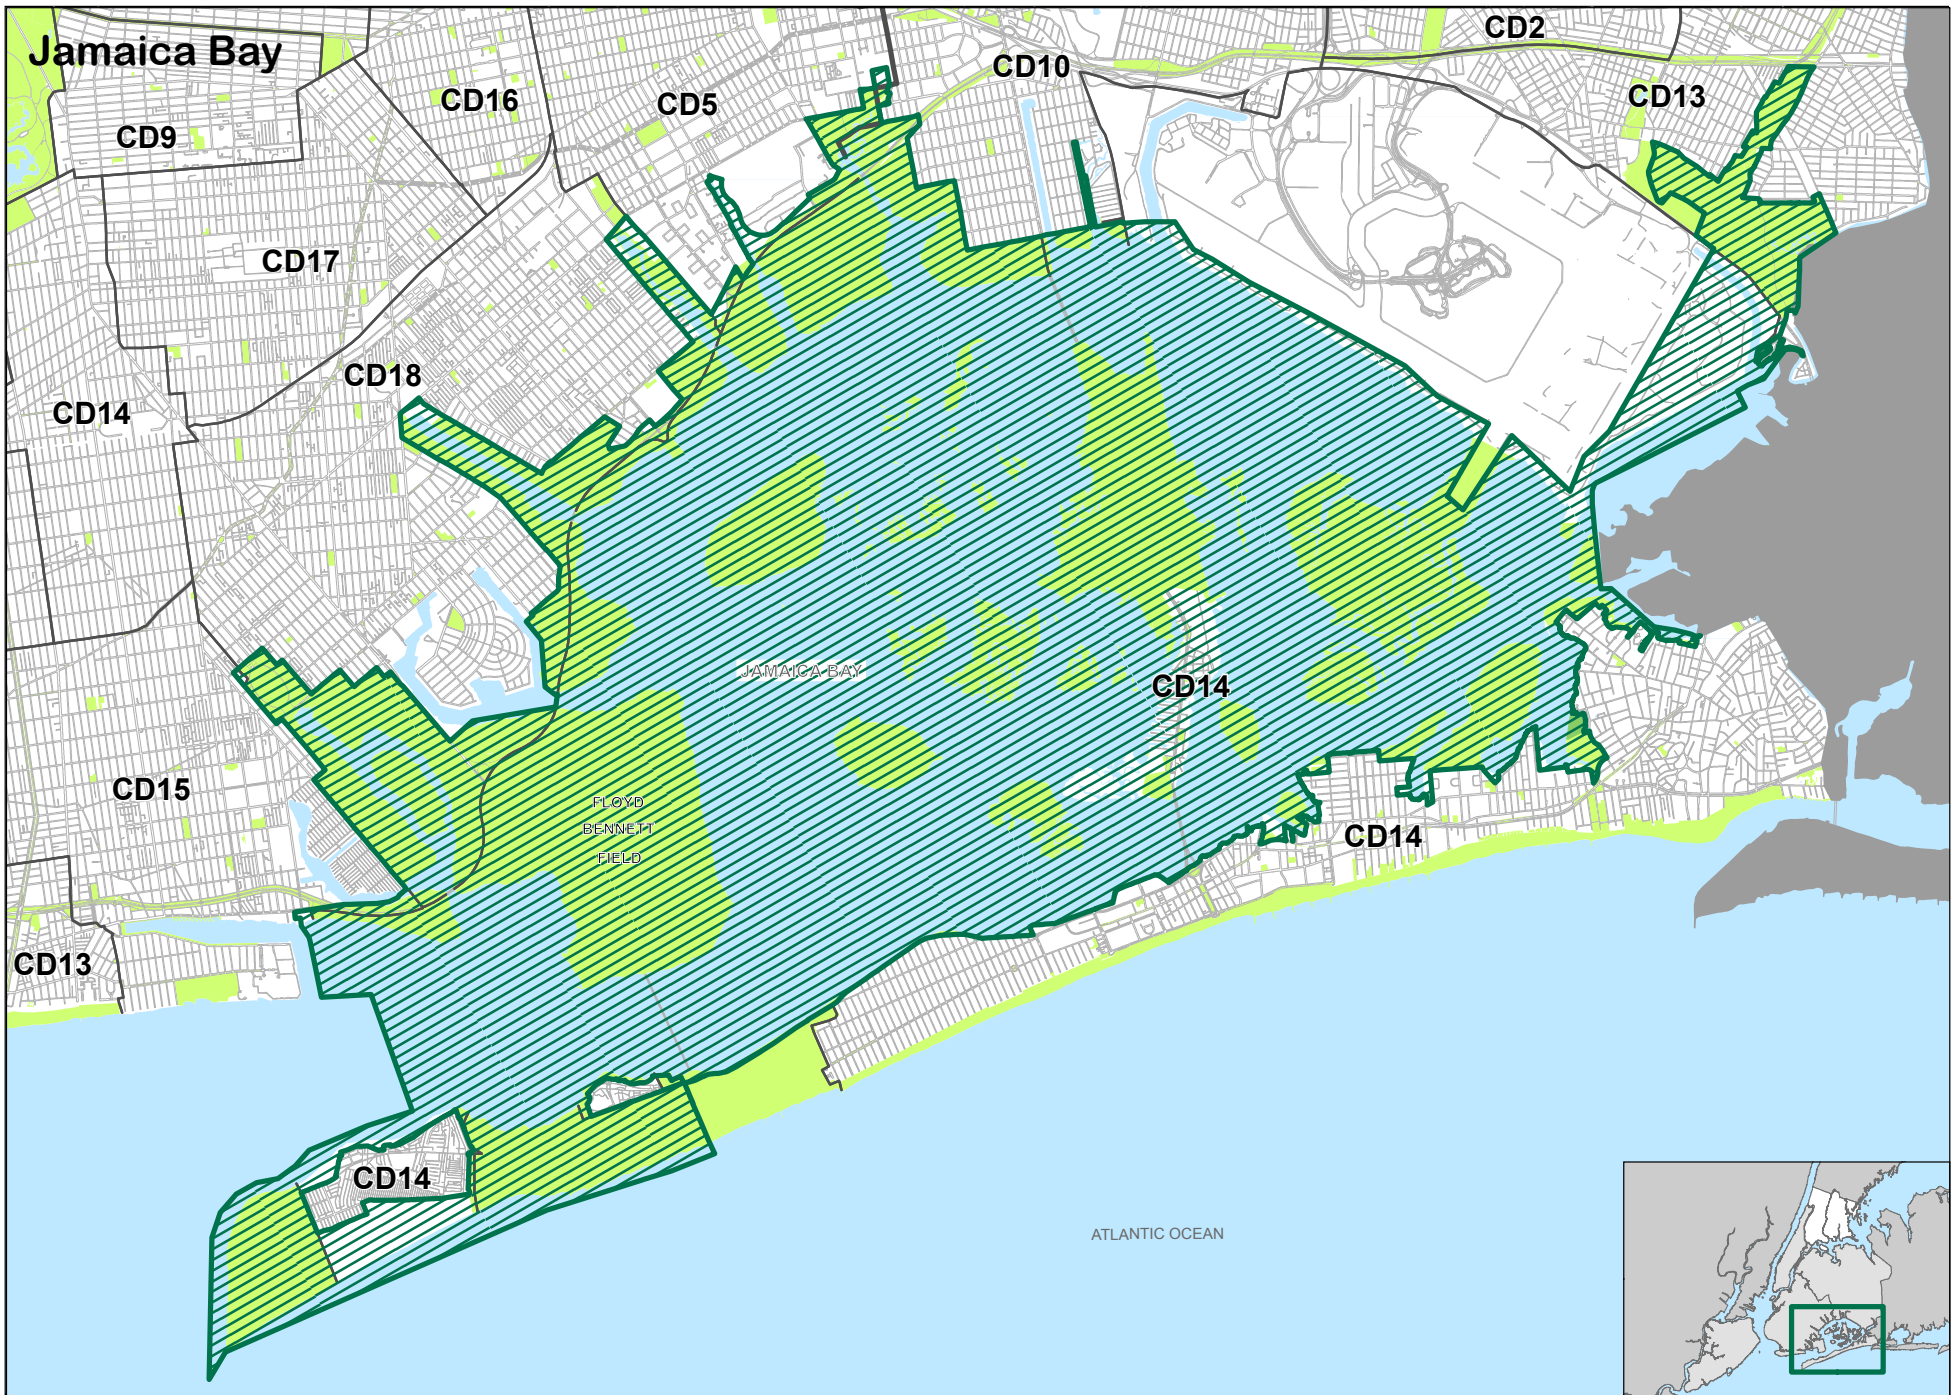 Jamaica Bay
CD2
CD10
CD16
CD5
CD13
CD9
CD17
CD18
CD14
JAMAICA BAY
CD14
CD15
FLOYD
BENNETT
FIELD
CD14
CD13
CD14
ATLANTIC OCEAN